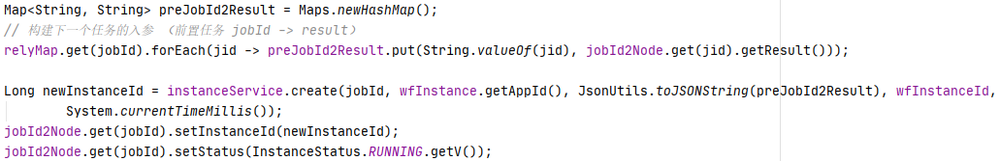 Map<String, String> preJobId2Result = Maps.newHashMap();
// 构建下一个任务的入参 （前置任务 jobId -> result）
relyMap.get(jobId).forEach(jid -> preJobId2Result.put(String.valueOf(jid), jobId2Node.get(jid).getResult()));
Long newInstanceId = instanceService.create(jobId, wfInstance.getAppId(), JsonUtils.toJSONString(preJobId2Result), wfInstanceId,
System.currentTimeMillis());
jobId2Node.get(jobId).setInstanceId(newInstanceId);
jobId2Node.get(jobId).setStatus(InstanceStatus.RUNNING.getV());